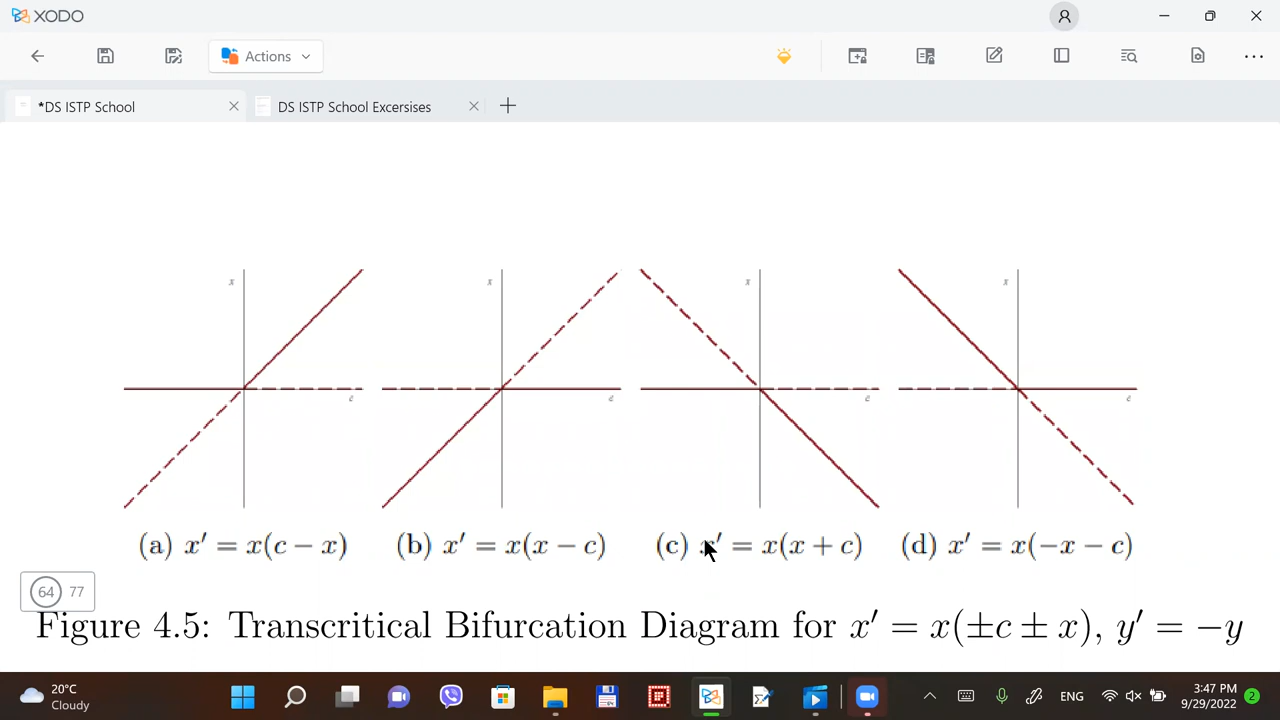 XODO
Actions
*DS ISTP School
DS ISTP School Excersises
x x x x
c c c c
(a) x′ = x(c − x) (b) x′ = x(x − c) (c) x′ = x(x + c) (d) x′ = x(−x − c)
64 77
Figure 4.5: Transcritical Bifurcation Diagram for x′ = x(±c ± x), y′ = −y
20°C
Cloudy
64
ENG
3:47 PM
9/29/2022
2